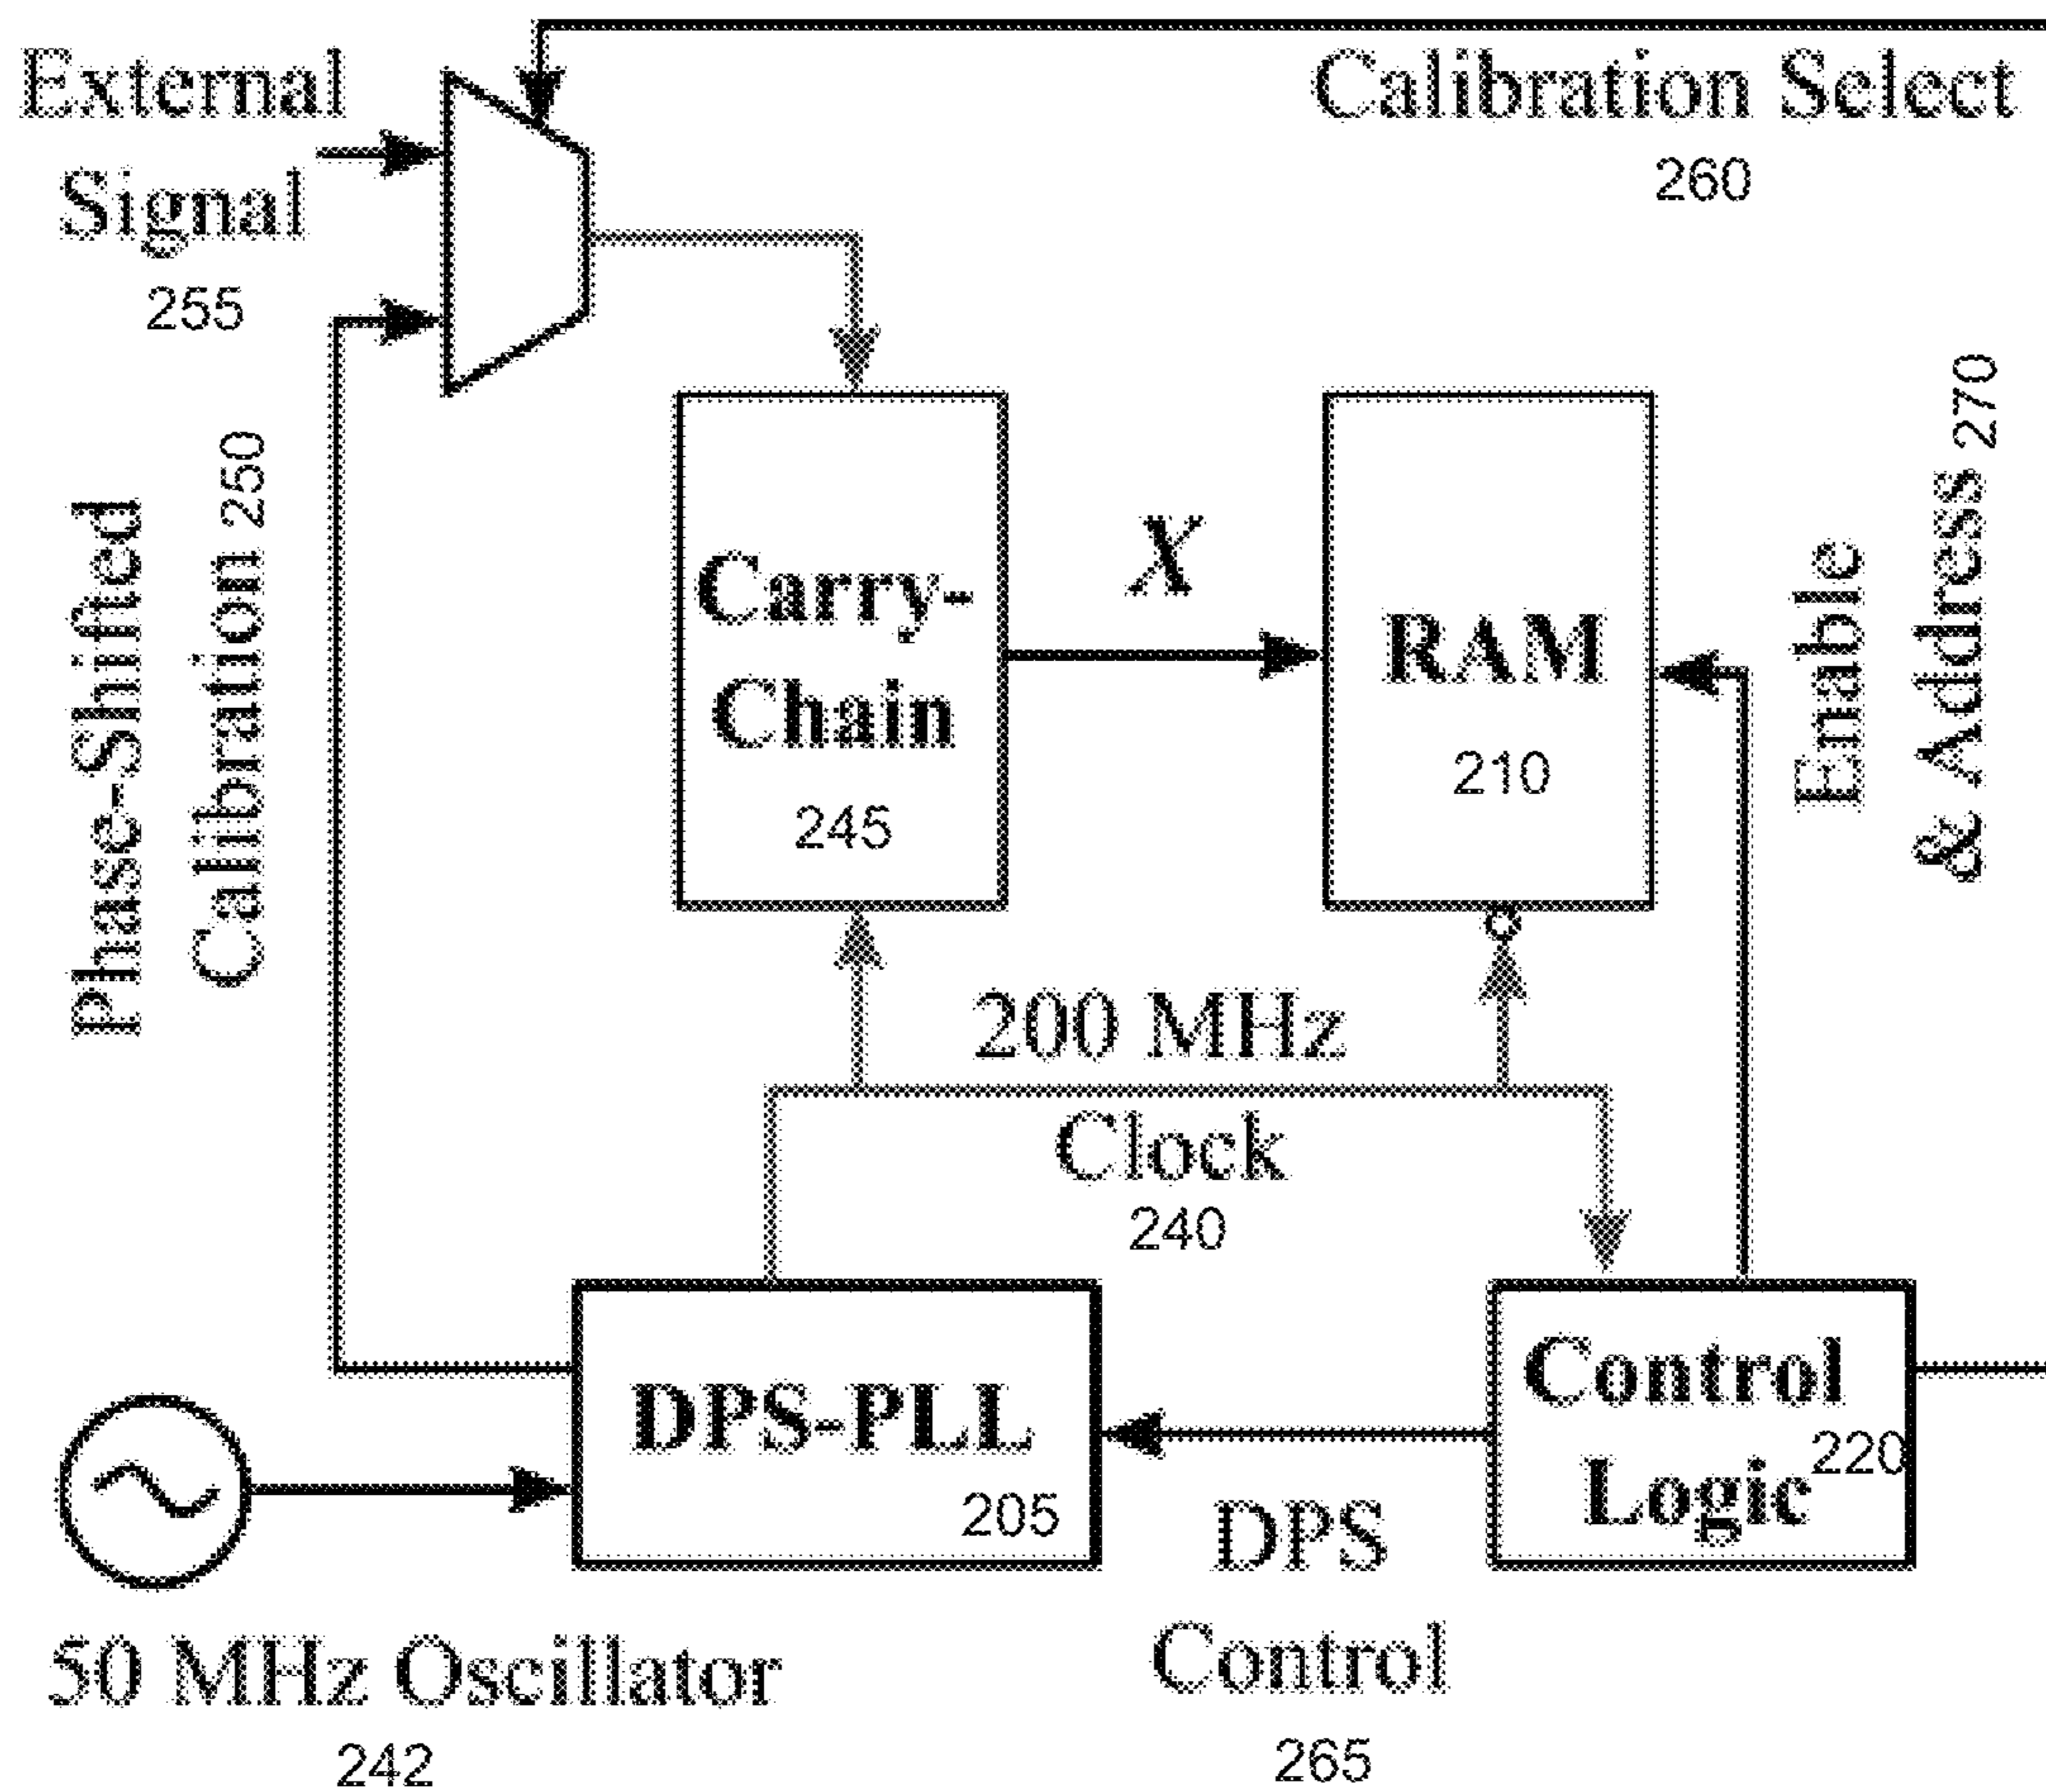 External
Signal
255
Calibration Select
260
Phase-Shifted
Calibration 250
Carry-
Chain
245
X
RAM
210
Enable
& Address 270
200 MHz
Clock
240
DPS-PLL
205
Control
Logic 220
DPS
Control
265
50 MHz Oscillator
242